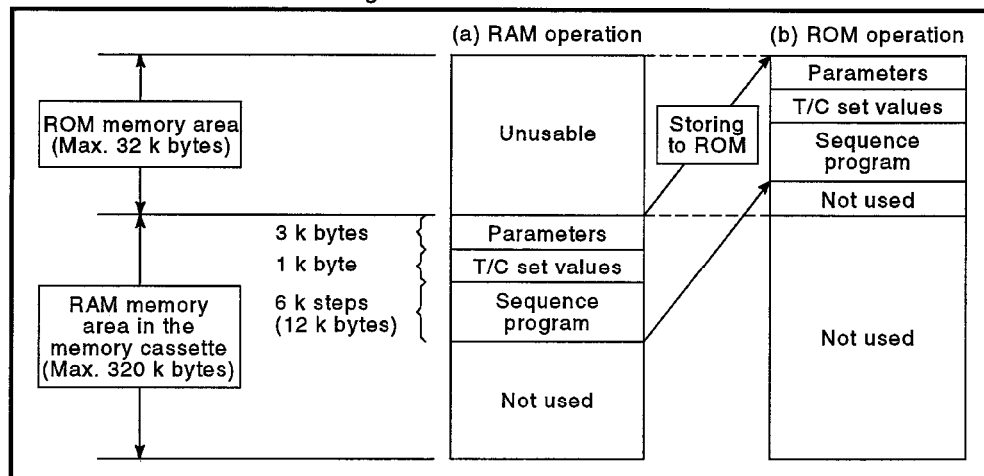 (a) RAM operation
(b) ROM operation
ROM memory area
(Max. 32 k bytes)
Unusable
Storing
to ROM
Parameters
T/C set values
Sequence
program
Not used
RAM memory
area in the
memory cassette
(Max. 320 k bytes)
3 k bytes
1 k byte
6 k steps
(12 k bytes)
Parameters
T/C set values
Sequence
program
Not used
Not used